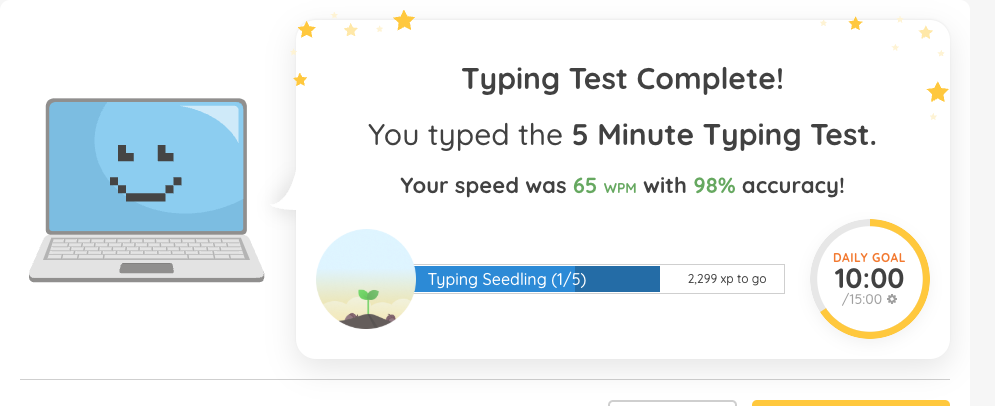 Typing Test Complete!
You typed the 5 Minute Typing Test.
Your speed was 65 WPM with 98% accuracy!
Typing Seedling (1/5)
2,299 xp to go
DAILY GOAL
10:00
/15:00